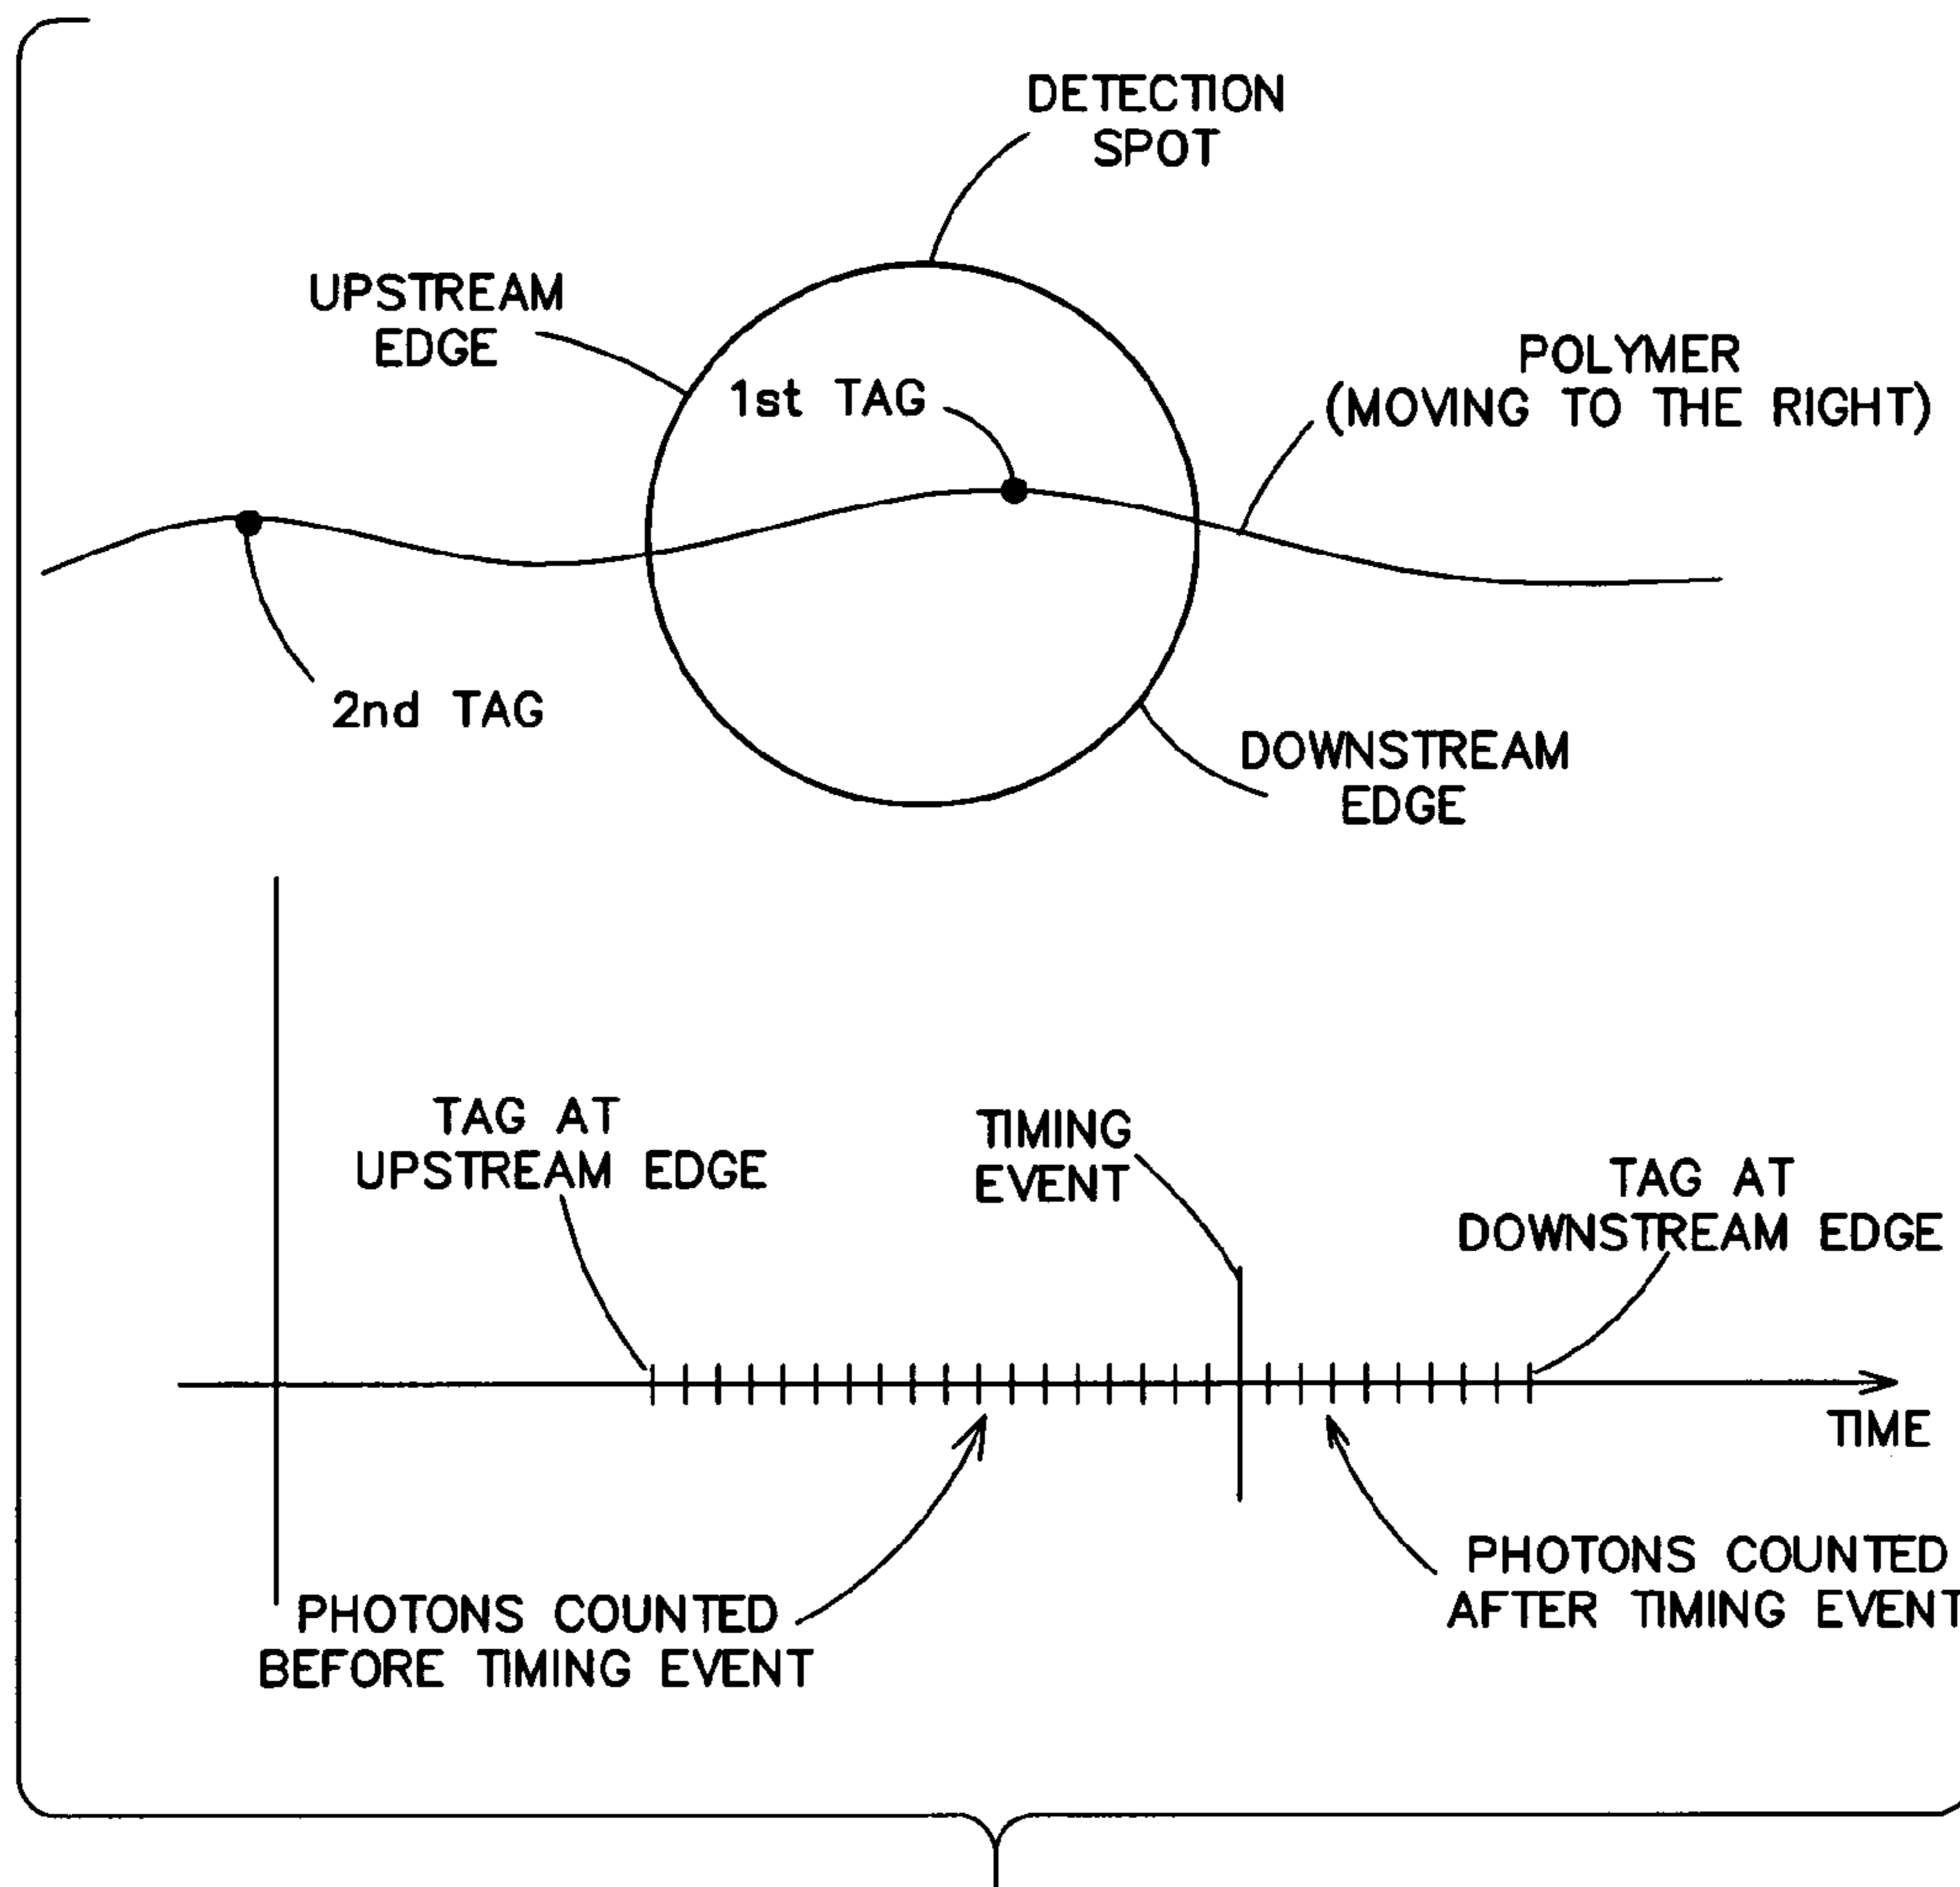 DETECTION
SPOT
UPSTREAM
EDGE
1st TAG
POLYMER
(MOVING TO THE RIGHT)
2nd TAG
DOWNSTREAM
EDGE
TAG AT
UPSTREAM EDGE
TIMING
EVENT
TAG AT
DOWNSTREAM EDGE
TIME
PHOTONS COUNTED
AFTER TIMING EVENT
PHOTONS COUNTED
BEFORE TIMING EVENT